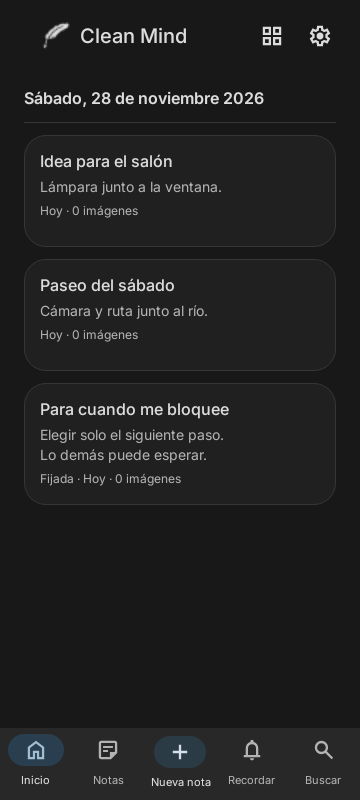 Clean Mind
Sábado, 28 de noviembre 2026
Idea para el salón
Lámpara junto a la ventana.
Hoy · 0 imágenes
Paseo del sábado
Cámara y ruta junto al río.
Hoy · 0 imágenes
Para cuando me bloquee
Elegir solo el siguiente paso.
Lo demás puede esperar.
Fijada · Hoy · 0 imágenes
Inicio
Notas
Nueva nota
Recordar
Buscar